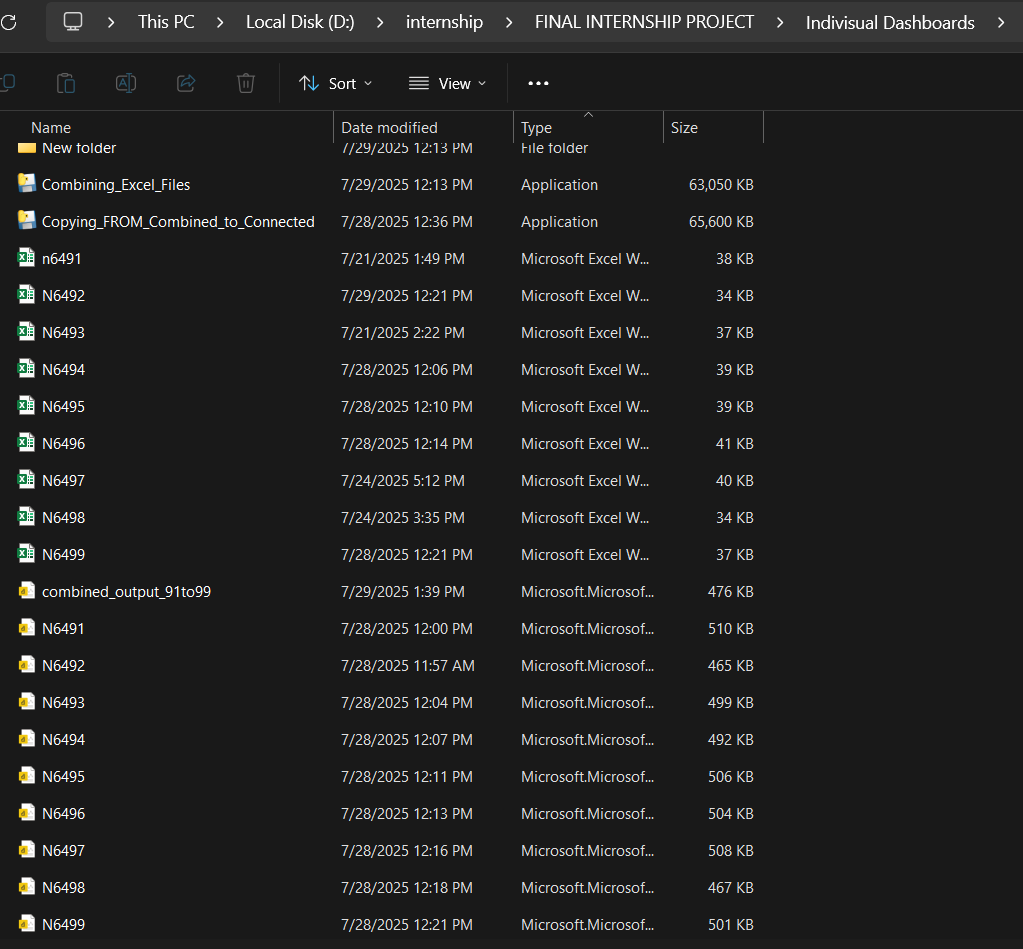 This PC > Local Disk (D:) > internship > FINAL INTERNSHIP PROJECT > Indivisual Dashboards >
Sort View
Name Date modified Type Size
New folder 7/29/2025 12:13 PM File folder
Combining_Excel_Files 7/29/2025 12:13 PM Application 63,050 KB
Copying_FROM_Combined_to_Connected 7/28/2025 12:36 PM Application 65,600 KB
n6491 7/21/2025 1:49 PM Microsoft Excel W... 38 KB
N6492 7/29/2025 12:21 PM Microsoft Excel W... 34 KB
N6493 7/21/2025 2:22 PM Microsoft Excel W... 37 KB
N6494 7/28/2025 12:06 PM Microsoft Excel W... 39 KB
N6495 7/28/2025 12:10 PM Microsoft Excel W... 39 KB
N6496 7/28/2025 12:14 PM Microsoft Excel W... 41 KB
N6497 7/24/2025 5:12 PM Microsoft Excel W... 40 KB
N6498 7/24/2025 3:35 PM Microsoft Excel W... 34 KB
N6499 7/28/2025 12:21 PM Microsoft Excel W... 37 KB
combined_output_91to99 7/29/2025 1:39 PM Microsoft.Microsof... 476 KB
N6491 7/28/2025 12:00 PM Microsoft.Microsof... 510 KB
N6492 7/28/2025 11:57 AM Microsoft.Microsof... 465 KB
N6493 7/28/2025 12:04 PM Microsoft.Microsof... 499 KB
N6494 7/28/2025 12:07 PM Microsoft.Microsof... 492 KB
N6495 7/28/2025 12:11 PM Microsoft.Microsof... 506 KB
N6496 7/28/2025 12:13 PM Microsoft.Microsof... 504 KB
N6497 7/28/2025 12:16 PM Microsoft.Microsof... 508 KB
N6498 7/28/2025 12:18 PM Microsoft.Microsof... 467 KB
N6499 7/28/2025 12:21 PM Microsoft.Microsof... 501 KB